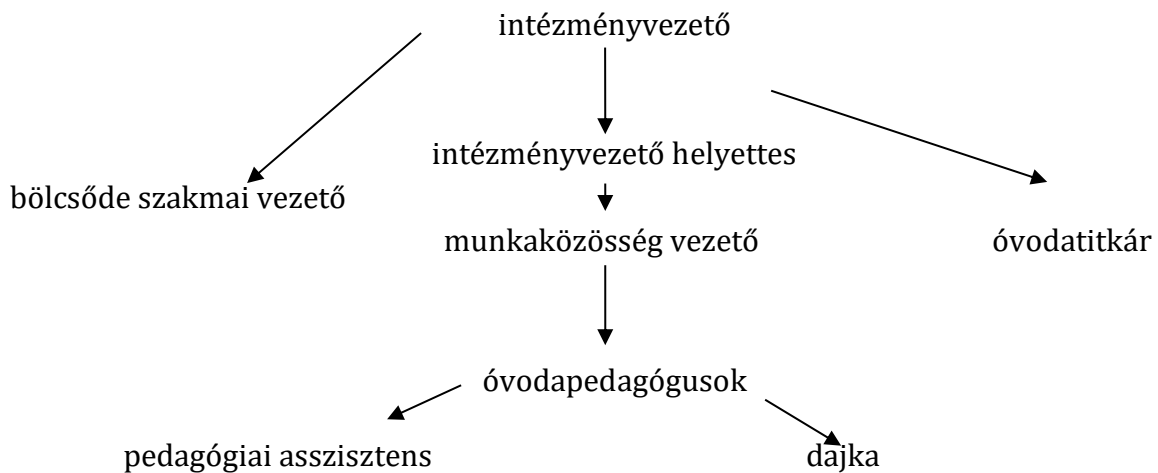 intézményvezető
intézményvezető helyettes
bölcsőde szakmai vezető
munkaközösség vezető
óvodatitkár
óvodapedagógusok
pedagógiai asszisztens
dajka